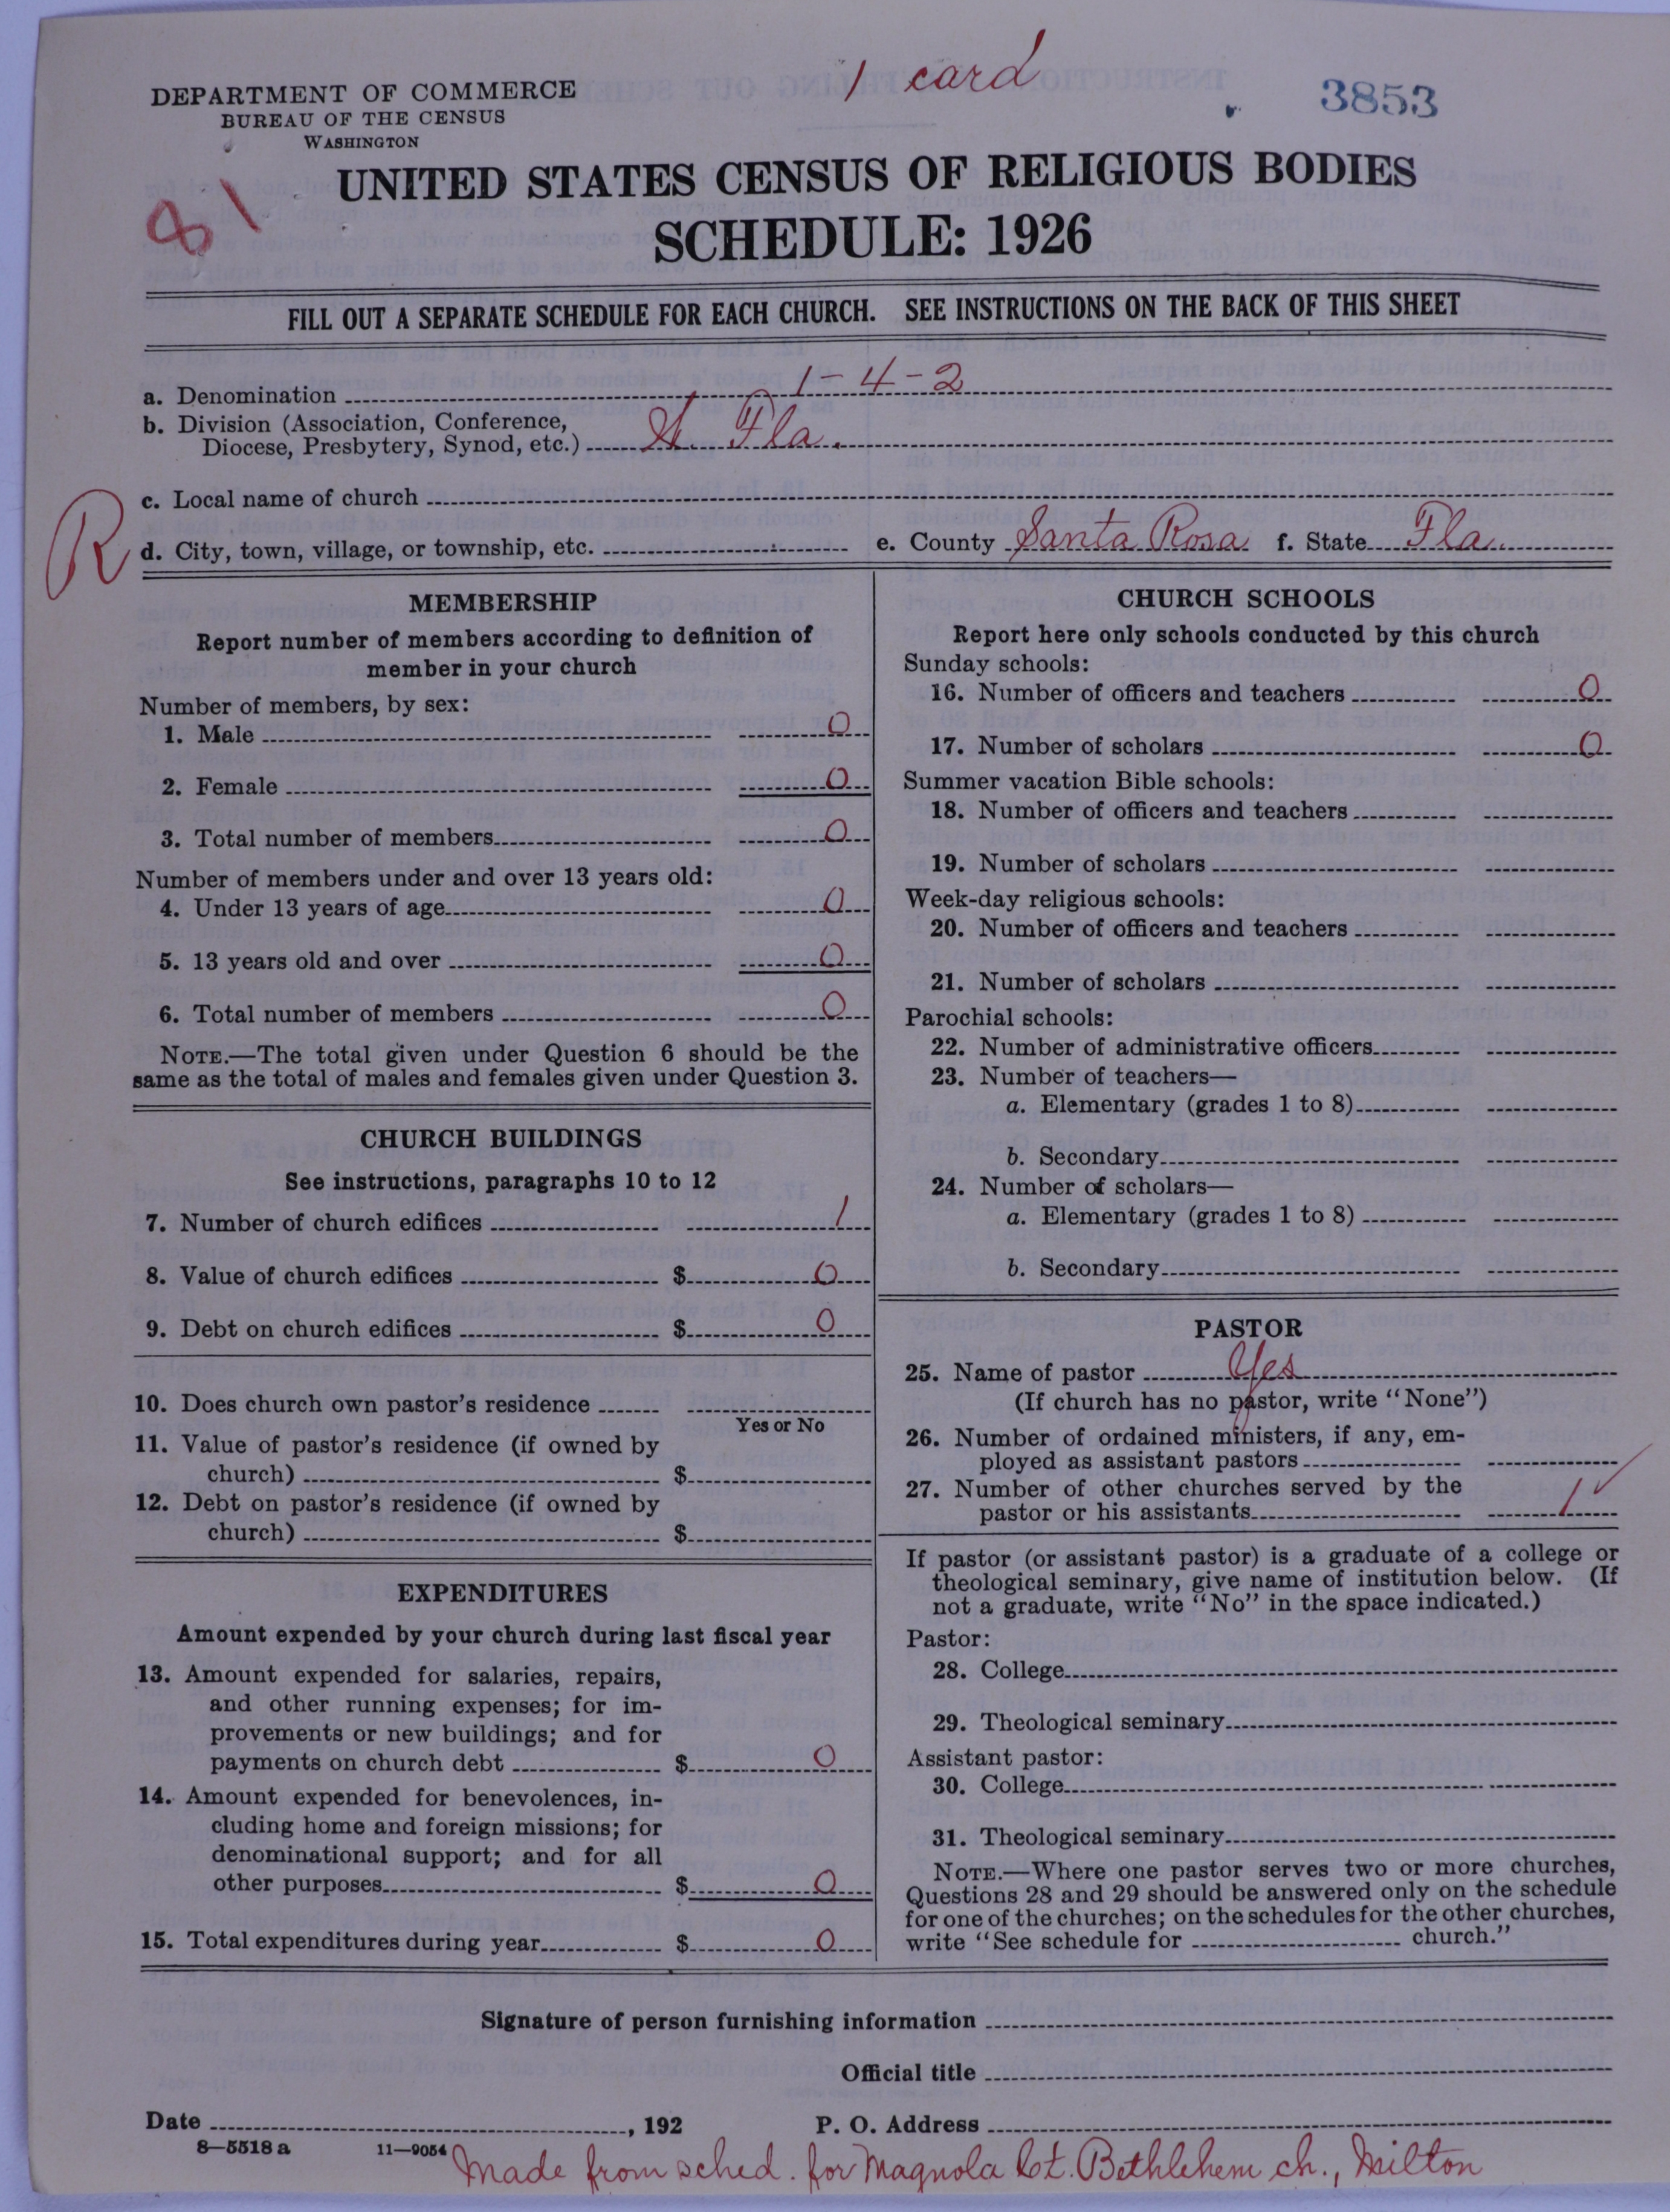 1 card
3853
DEPARTMENT OF COMMERCE
BUREAU OF THE CENSUS
WASHINGTON
81
UNITED STATES CENSUS OF RELIGIOUS BODIES
SCHEDULE: 1926
FILL OUT A SEPARATE SCHEDULE FOR EACH CHURCH. SEE INSTRUCTIONS ON THE BACK OF THIS SHEET
a. Denomination 1-4-2
b. Division (Association, Conference,
Diocese, Presbytery, Synod, etc.) Fla.
c. Local name of church
R
d. City, town, village, or township, etc. e. County Santa Rosa f. State Fla.
MEMBERSHIP
Report number of members according to definition of
member in your church
Number of members, by sex:
1. Male 0
2. Female 0
3. Total number of members 0
Number of members under and over 13 years old:
4. Under 13 years of age 0
5. 13 years old and over 0
6. Total number of members 0
NOTE.—The total given under Question 6 should be the
same as the total of males and females given under Question 3.
CHURCH BUILDINGS
See instructions, paragraphs 10 to 12
7. Number of church edifices 1
8. Value of church edifices $ 0
9. Debt on church edifices $ 0
10. Does church own pastor's residence
Yes or No
11. Value of pastor's residence (if owned by
church) $
12. Debt on pastor's residence (if owned by
church) $
EXPENDITURES
Amount expended by your church during last fiscal year
13. Amount expended for salaries, repairs,
and other running expenses; for im-
provements or new buildings; and for
payments on church debt $ 0
14. Amount expended for benevolences, in-
cluding home and foreign missions; for
denominational support; and for all
other purposes $ 0
15. Total expenditures during year $ 0
CHURCH SCHOOLS
Report here only schools conducted by this church
Sunday schools:
16. Number of officers and teachers 0
17. Number of scholars 0
Summer vacation Bible schools:
18. Number of officers and teachers
19. Number of scholars
Week-day religious schools:
20. Number of officers and teachers
21. Number of scholars
Parochial schools:
22. Number of administrative officers
23. Number of teachers—
a. Elementary (grades 1 to 8)
b. Secondary
24. Number of scholars—
a. Elementary (grades 1 to 8)
b. Secondary
PASTOR
25. Name of pastor Yes
(If church has no pastor, write "None")
26. Number of ordained ministers, if any, em-
ployed as assistant pastors
27. Number of other churches served by the
pastor or his assistants 1 ✓
If pastor (or assistant pastor) is a graduate of a college or
theological seminary, give name of institution below. (If
not a graduate, write "No" in the space indicated.)
Pastor:
28. College
29. Theological seminary
Assistant pastor:
30. College
31. Theological seminary
NOTE.—Where one pastor serves two or more churches,
Questions 28 and 29 should be answered only on the schedule
for one of the churches; on the schedules for the other churches,
write "See schedule for church."
Signature of person furnishing information
Official title
Date , 192 P. O. Address
8—5518 a 11—9054
Made from sched. for Magnola Ct. Bethlehem ch., Milton